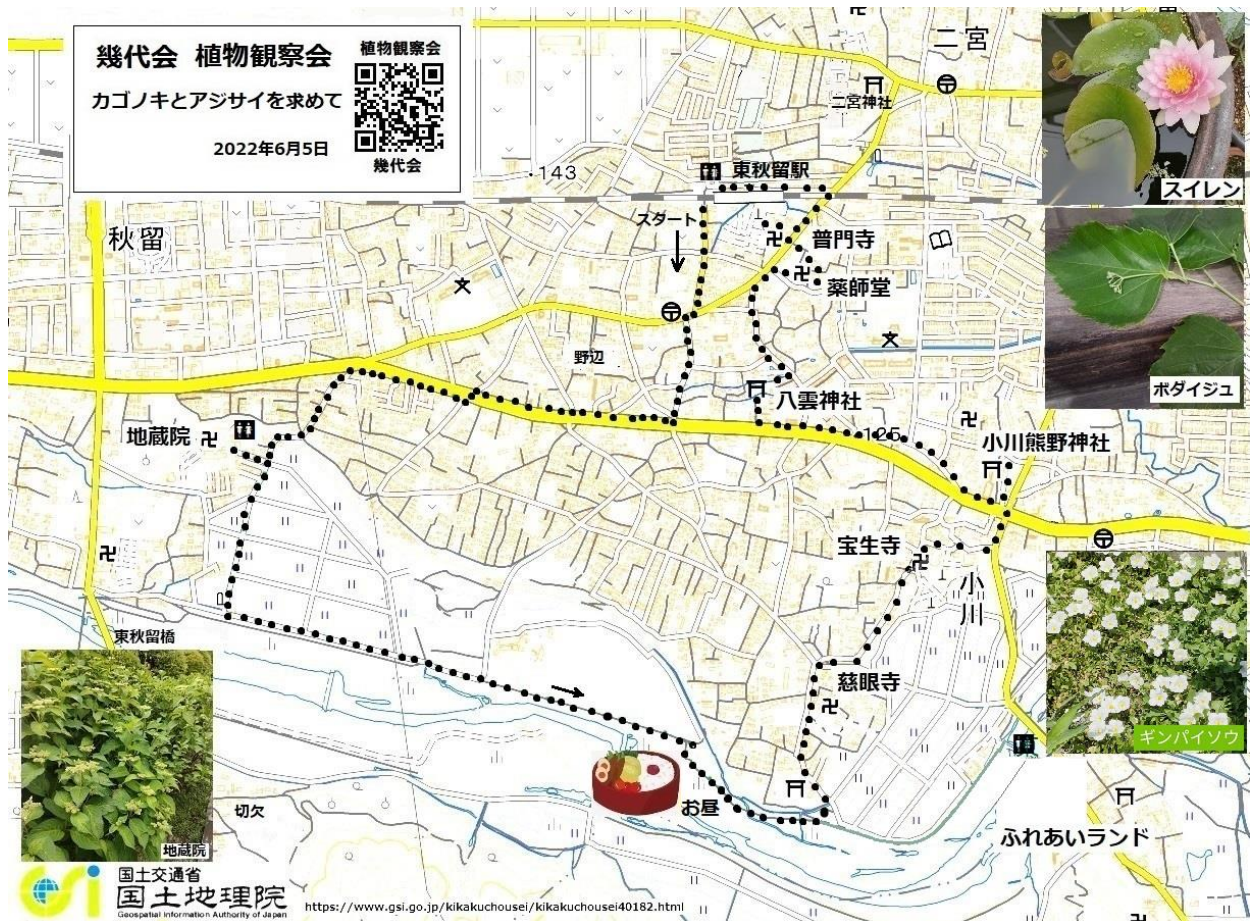 幾代会 植物観察会
カゴノキとアジサイを求めて
2022年6月5日
植物観察会
幾代会
二宮
二宮神社
スイレン
・143
東秋留駅
スタート
秋留
普門寺
薬師堂
野辺
ボダイジュ
八雲神社
125
地蔵院
小川熊野神社
宝生寺
小川
東秋留橋
慈眼寺
ギンパイソウ
お昼
切久
地蔵院
ふれあいランド
国土交通省
国土地理院
Geospatial Information Authority of Japan
https://www.gsi.go.jp/kikakuchousei/kikakuchousei40182.html